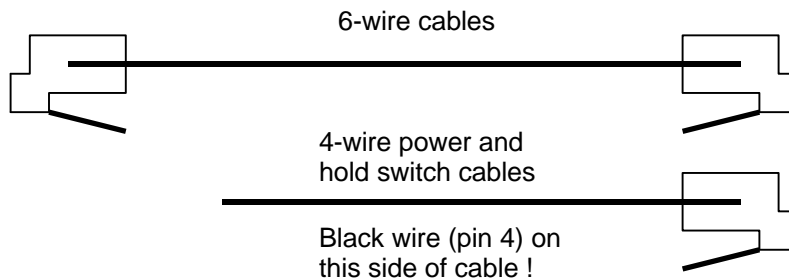 6-wire cables
4-wire power and
hold switch cables
Black wire (pin 4) on
this side of cable !